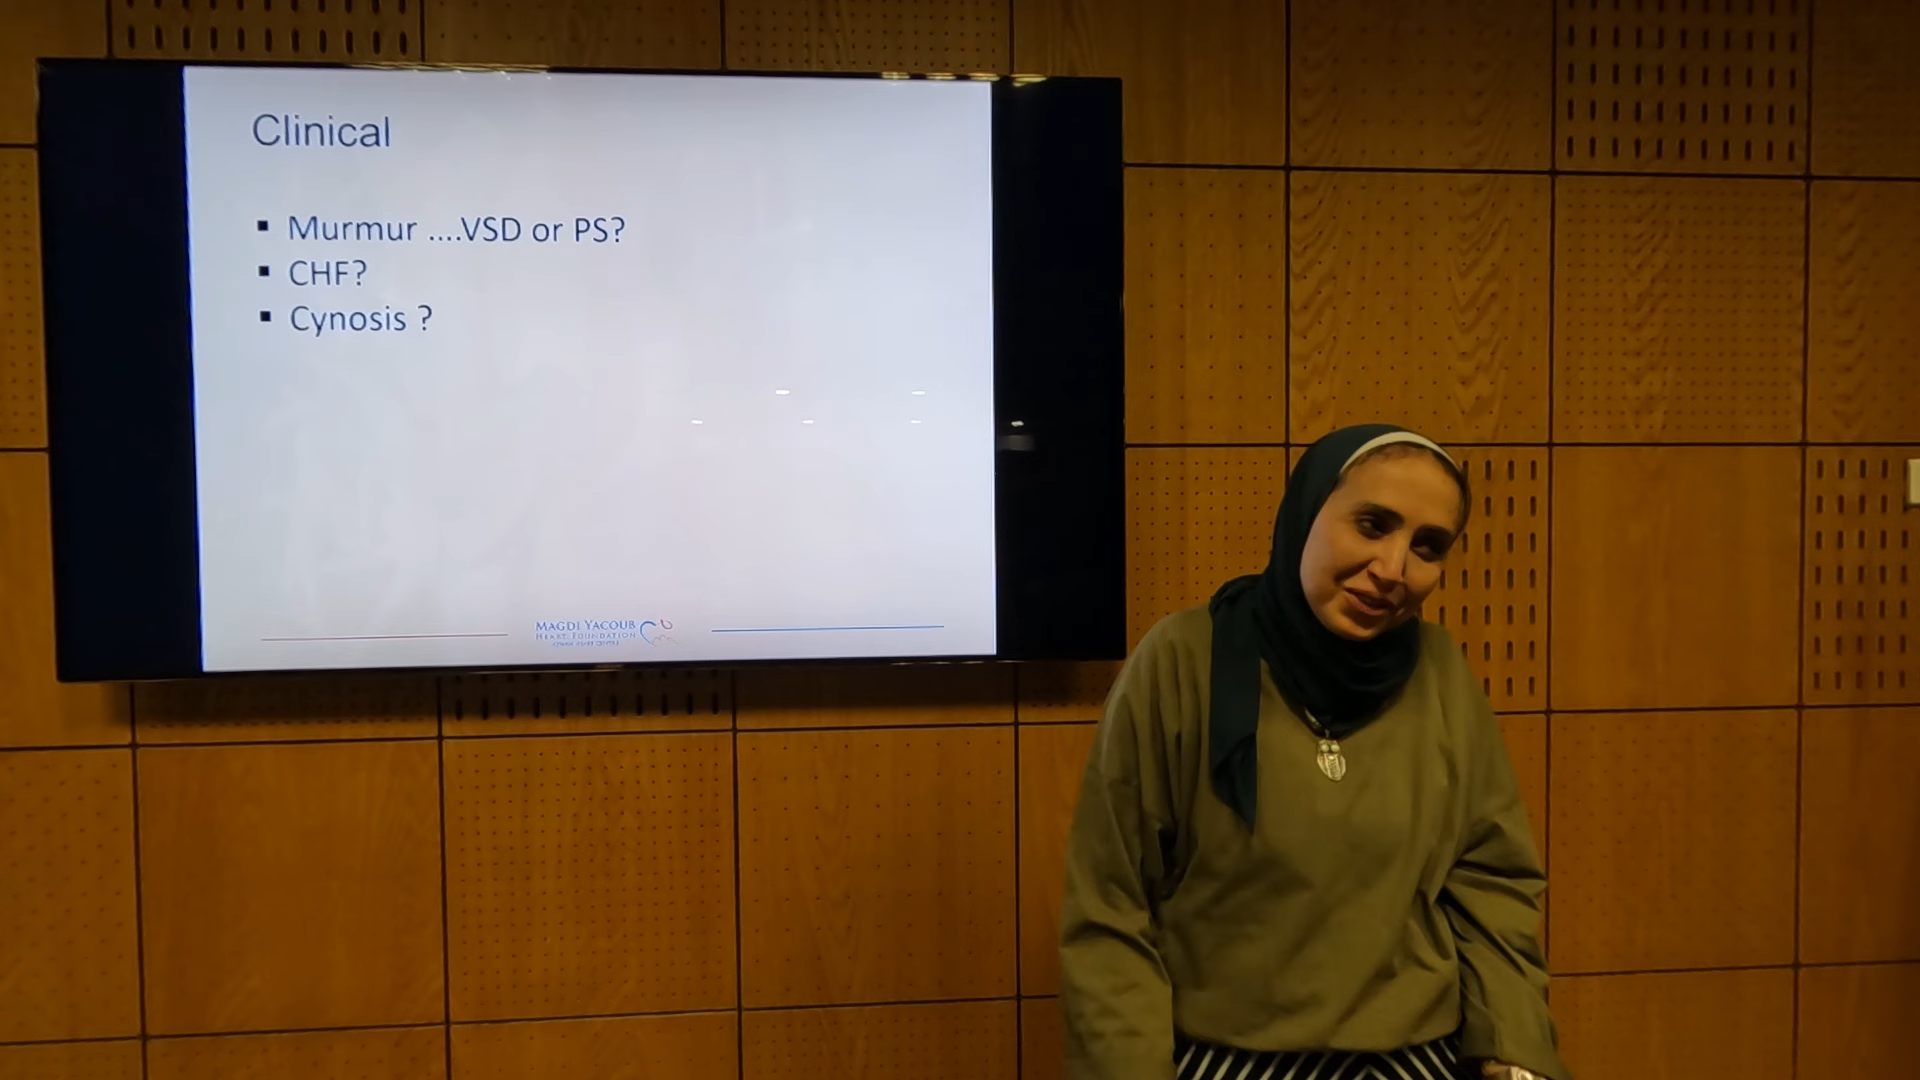 Clinical
Murmur ....VSD or PS?
CHF?
Cynosis ?
MAGDI YACOUB
HEART FOUNDATION